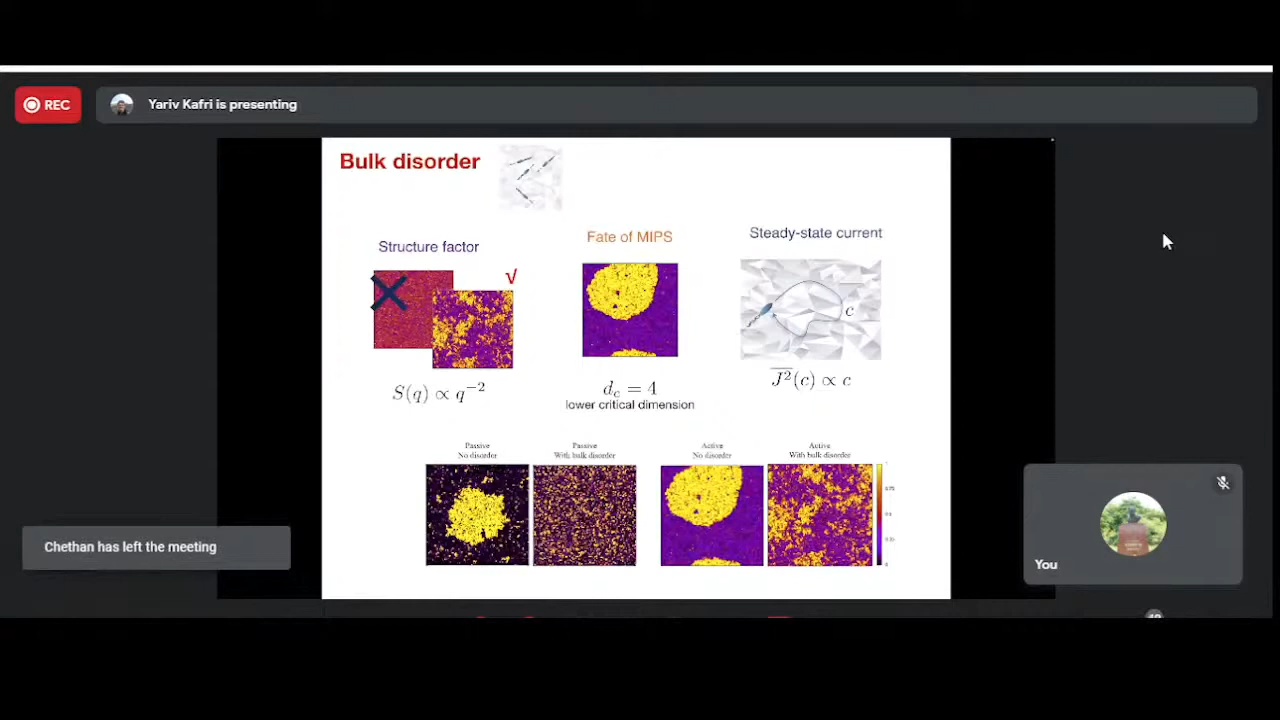 REC
Yariv Kafri is presenting
Bulk disorder
Structure factor
Fate of MIPS
Steady-state current
√
c
S(q) ∝ q⁻²
d_c = 4
lower critical dimension
J̅²(c) ∝ c
Passive
No disorder
Passive
With bulk disorder
Active
No disorder
Active
With bulk disorder
Chethan has left the meeting
You